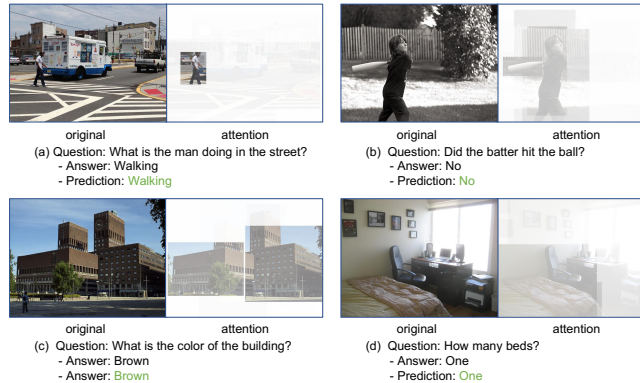 original
attention
original
attention
(a) Question: What is the man doing in the street?
- Answer: Walking
- Prediction: Walking
(b) Question: Did the batter hit the ball?
- Answer: No
- Prediction: No
original
attention
original
attention
(c) Question: What is the color of the building?
- Answer: Brown
- Answer: Brown
(d) Question: How many beds?
- Answer: One
- Prediction: One